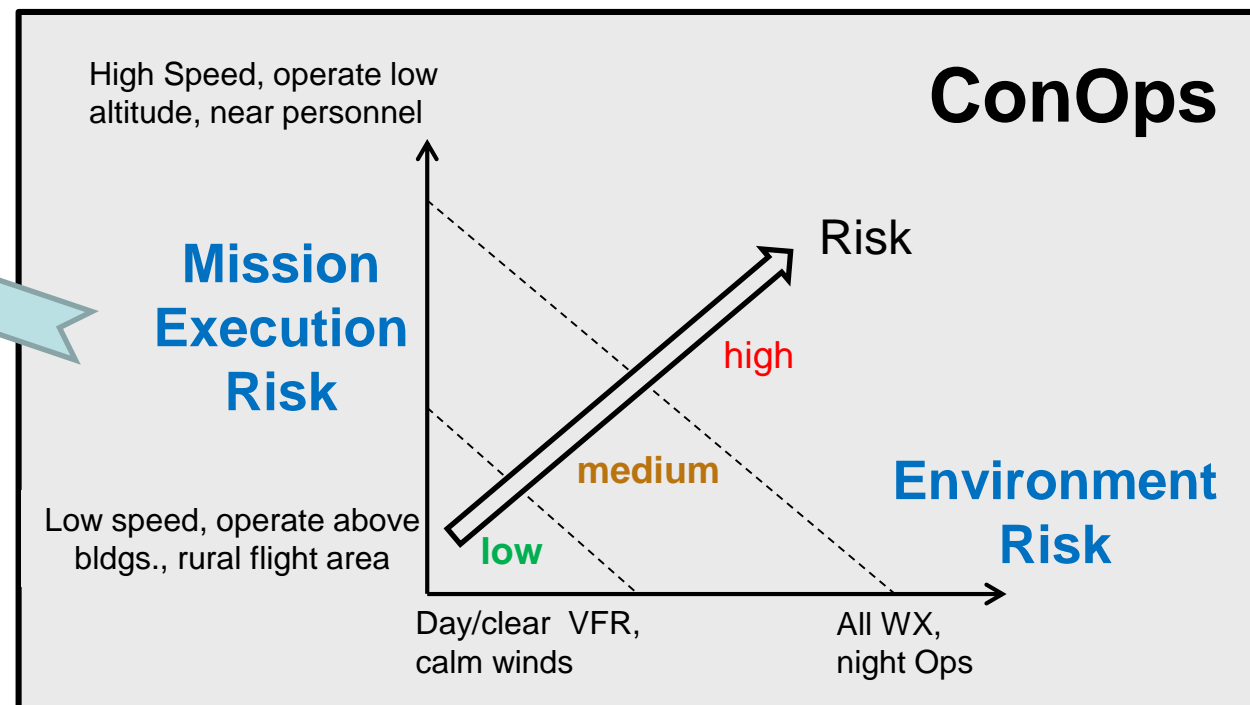 High Speed, operate low
altitude, near personnel
ConOps
Risk
Mission
Execution
Risk
high
medium
Environment
Risk
Low speed, operate above
bldgs., rural flight area
low
Day/clear VFR,
calm winds
All WX,
night Ops